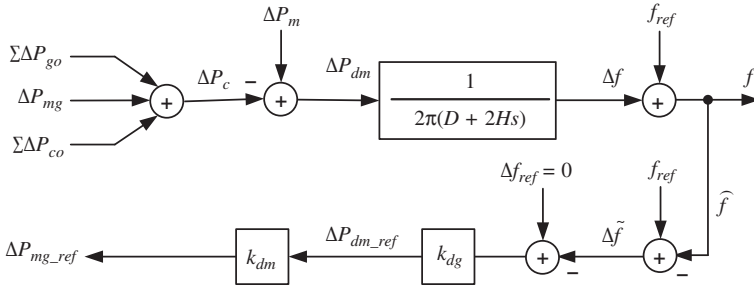 ΔP_m
f_ref
ΣΔP_go
ΔP_c
−
ΔP_dm
Δf
f
ΔP_mg
+
+
1
2π(D + 2Hs)
+
ΣΔP_co
Δf_ref = 0
f_ref
f̂
ΔP_mg_ref
k_dm
ΔP_dm_ref
k_dg
+
−
Δf̃
+
−